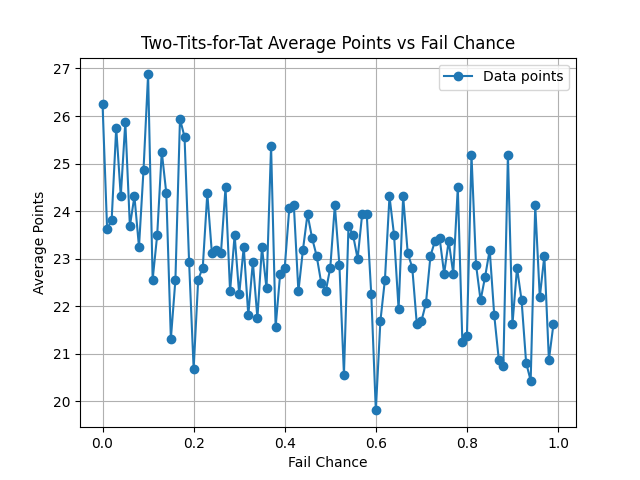 Two-Tits-for-Tat Average Points vs Fail Chance
Data points
Average Points
27
26
25
24
23
22
21
20
0.0 0.2 0.4 0.6 0.8 1.0
Fail Chance